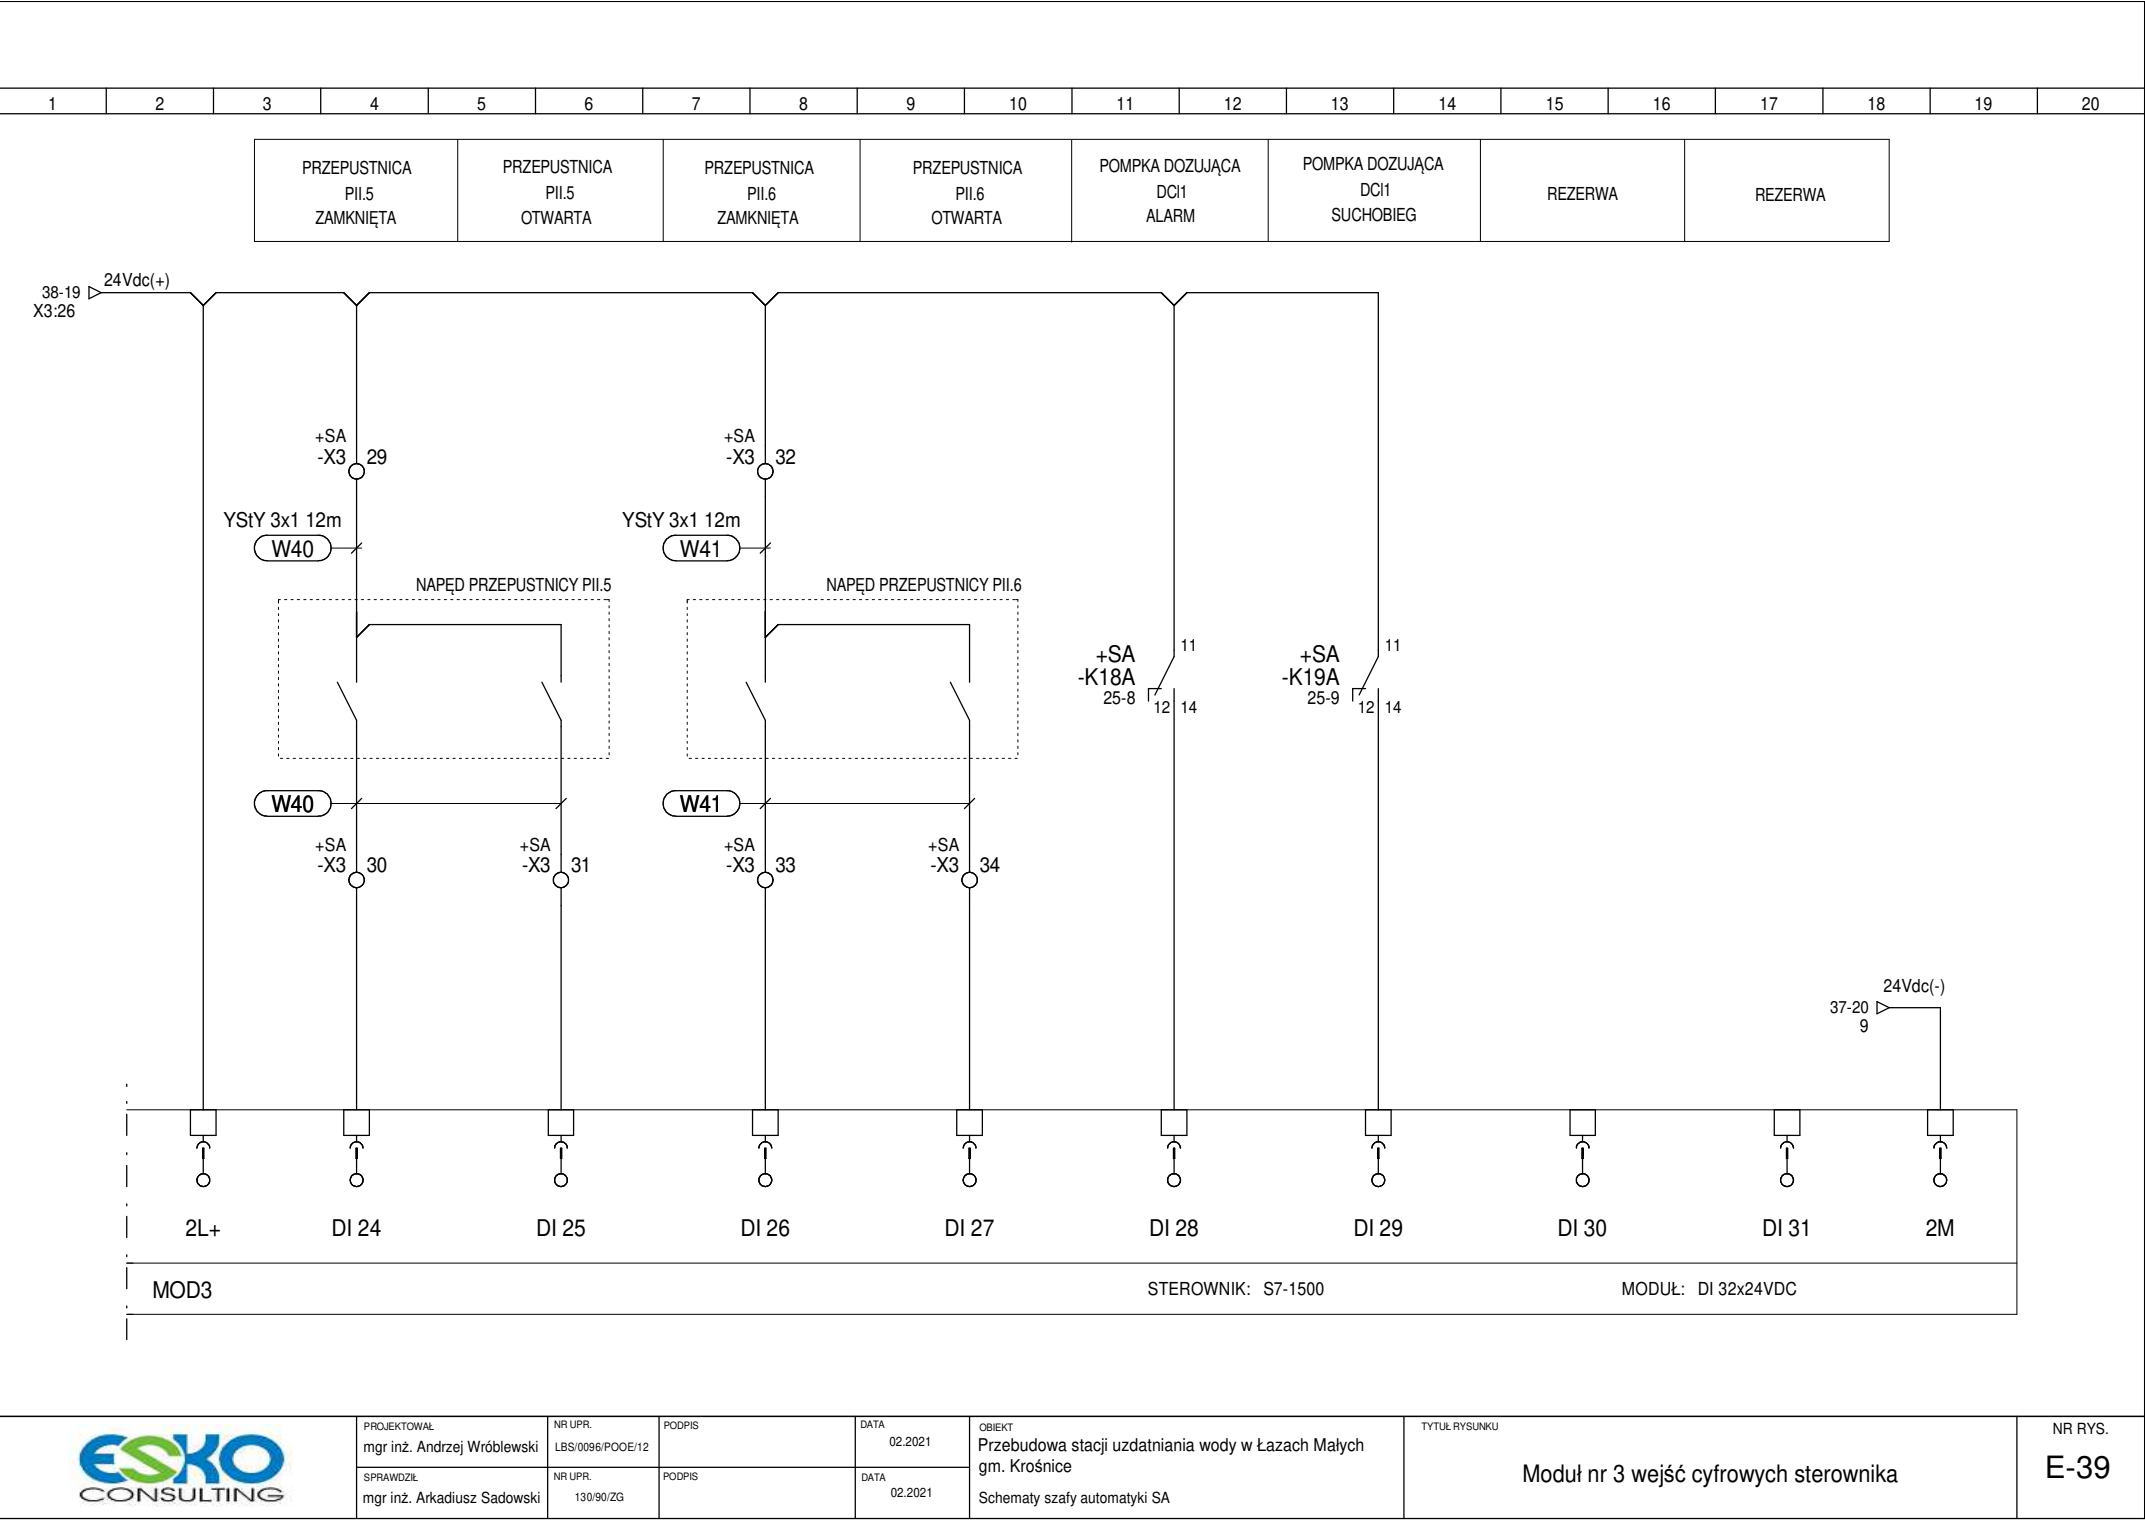 1 2 3 4 5 6 7 8 9 10 11 12 13 14 15 16 17 18 19 20
PRZEPUSTNICA
PII.5
ZAMKNIĘTA
PRZEPUSTNICA
PII.5
OTWARTA
PRZEPUSTNICA
PII.6
ZAMKNIĘTA
PRZEPUSTNICA
PII.6
OTWARTA
POMPKA DOZUJĄCA
DCI1
ALARM
POMPKA DOZUJĄCA
DCI1
SUCHOBIEG
REZERWA
REZERWA
24Vdc(+)
38-19
X3:26
+SA
-X3 29
+SA
-X3 32
YStY 3x1 12m
W40
YStY 3x1 12m
W41
NAPĘD PRZEPUSTNICY PII.5
NAPĘD PRZEPUSTNICY PII.6
+SA
-K18A
25-8
11
12 14
+SA
-K19A
25-9
11
12 14
W40
W41
+SA
-X3 30
+SA
-X3 31
+SA
-X3 33
+SA
-X3 34
24Vdc(-)
37-20
9
2L+ DI 24 DI 25 DI 26 DI 27 DI 28 DI 29 DI 30 DI 31 2M
MOD3 STEROWNIK: S7-1500 MODUŁ: DI 32x24VDC
ESKO
CONSULTING
PROJEKTOWAŁ
mgr inż. Andrzej Wróblewski
NR UPR.
LBS/0096/POOE/12
PODPIS
DATA
02.2021
SPRAWDZIŁ
mgr inż. Arkadiusz Sadowski
NR UPR.
130/90/ZG
PODPIS
DATA
02.2021
OBIEKT
Przebudowa stacji uzdatniania wody w Łazach Małych
gm. Krośnice
Schematy szafy automatyki SA
TYTUŁ RYSUNKU
Moduł nr 3 wejść cyfrowych sterownika
NR RYS.
E-39